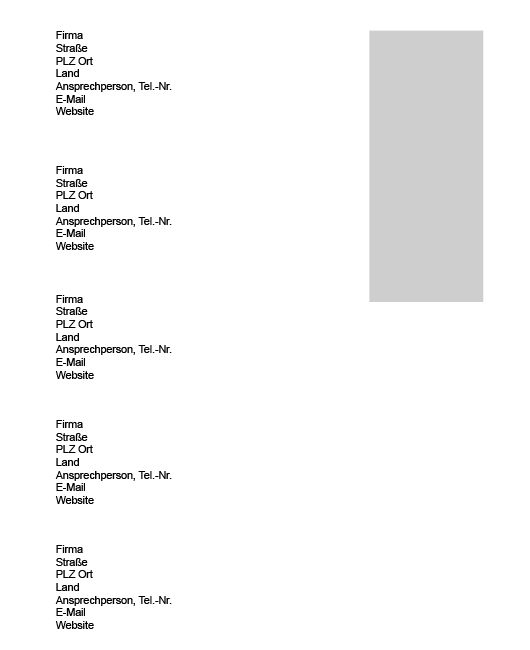 Firma
Straße
PLZ Ort
Land
Ansprechperson, Tel.-Nr.
E-Mail
Website
Firma
Straße
PLZ Ort
Land
Ansprechperson, Tel.-Nr.
E-Mail
Website
Firma
Straße
PLZ Ort
Land
Ansprechperson, Tel.-Nr.
E-Mail
Website
Firma
Straße
PLZ Ort
Land
Ansprechperson, Tel.-Nr.
E-Mail
Website
Firma
Straße
PLZ Ort
Land
Ansprechperson, Tel.-Nr.
E-Mail
Website